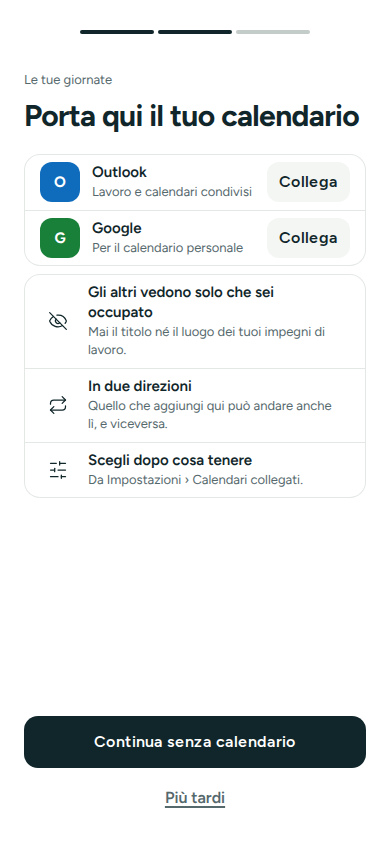 Le tue giornate
Porta qui il tuo calendario
O
Outlook
Lavoro e calendari condivisi
Collega
G
Google
Per il calendario personale
Collega
Gli altri vedono solo che sei
occupato
Mai il titolo né il luogo dei tuoi impegni di
lavoro.
In due direzioni
Quello che aggiungi qui può andare anche
lì, e viceversa.
Scegli dopo cosa tenere
Da Impostazioni › Calendari collegati.
Continua senza calendario
Più tardi